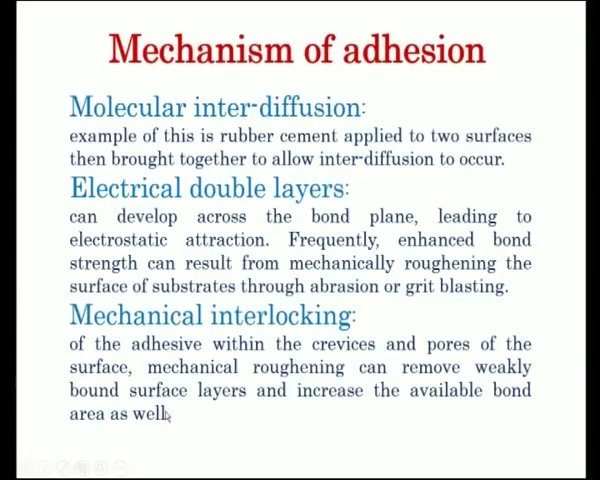 Mechanism of adhesion
Molecular inter-diffusion:
example of this is rubber cement applied to two surfaces
then brought together to allow inter-diffusion to occur.
Electrical double layers:
can develop across the bond plane, leading to
electrostatic attraction. Frequently, enhanced bond
strength can result from mechanically roughening the
surface of substrates through abrasion or grit blasting.
Mechanical interlocking:
of the adhesive within the crevices and pores of the
surface, mechanical roughening can remove weakly
bound surface layers and increase the available bond
area as well.